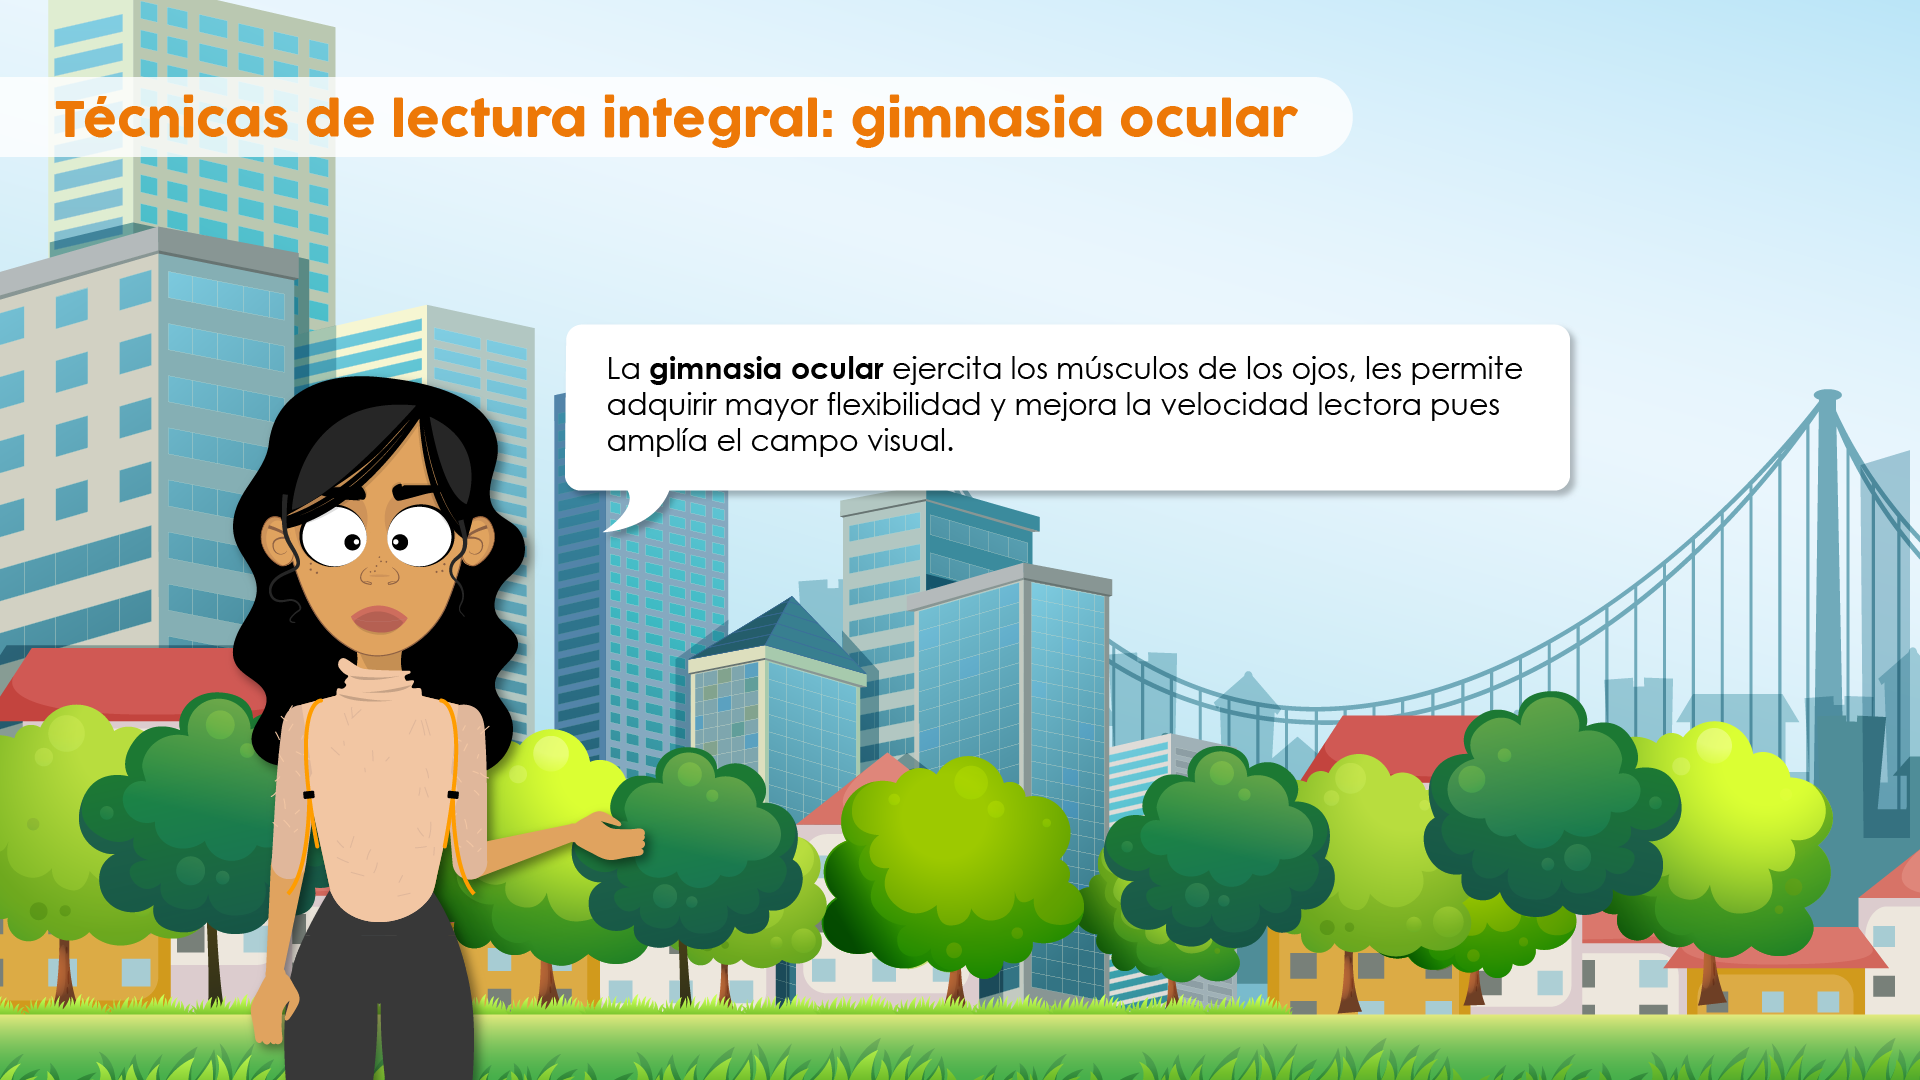 Técnicas de lectura integral: gimnasia ocular
La gimnasia ocular ejercita los músculos de los ojos, les permite
adquirir mayor flexibilidad y mejora la velocidad lectora pues
amplía el campo visual.